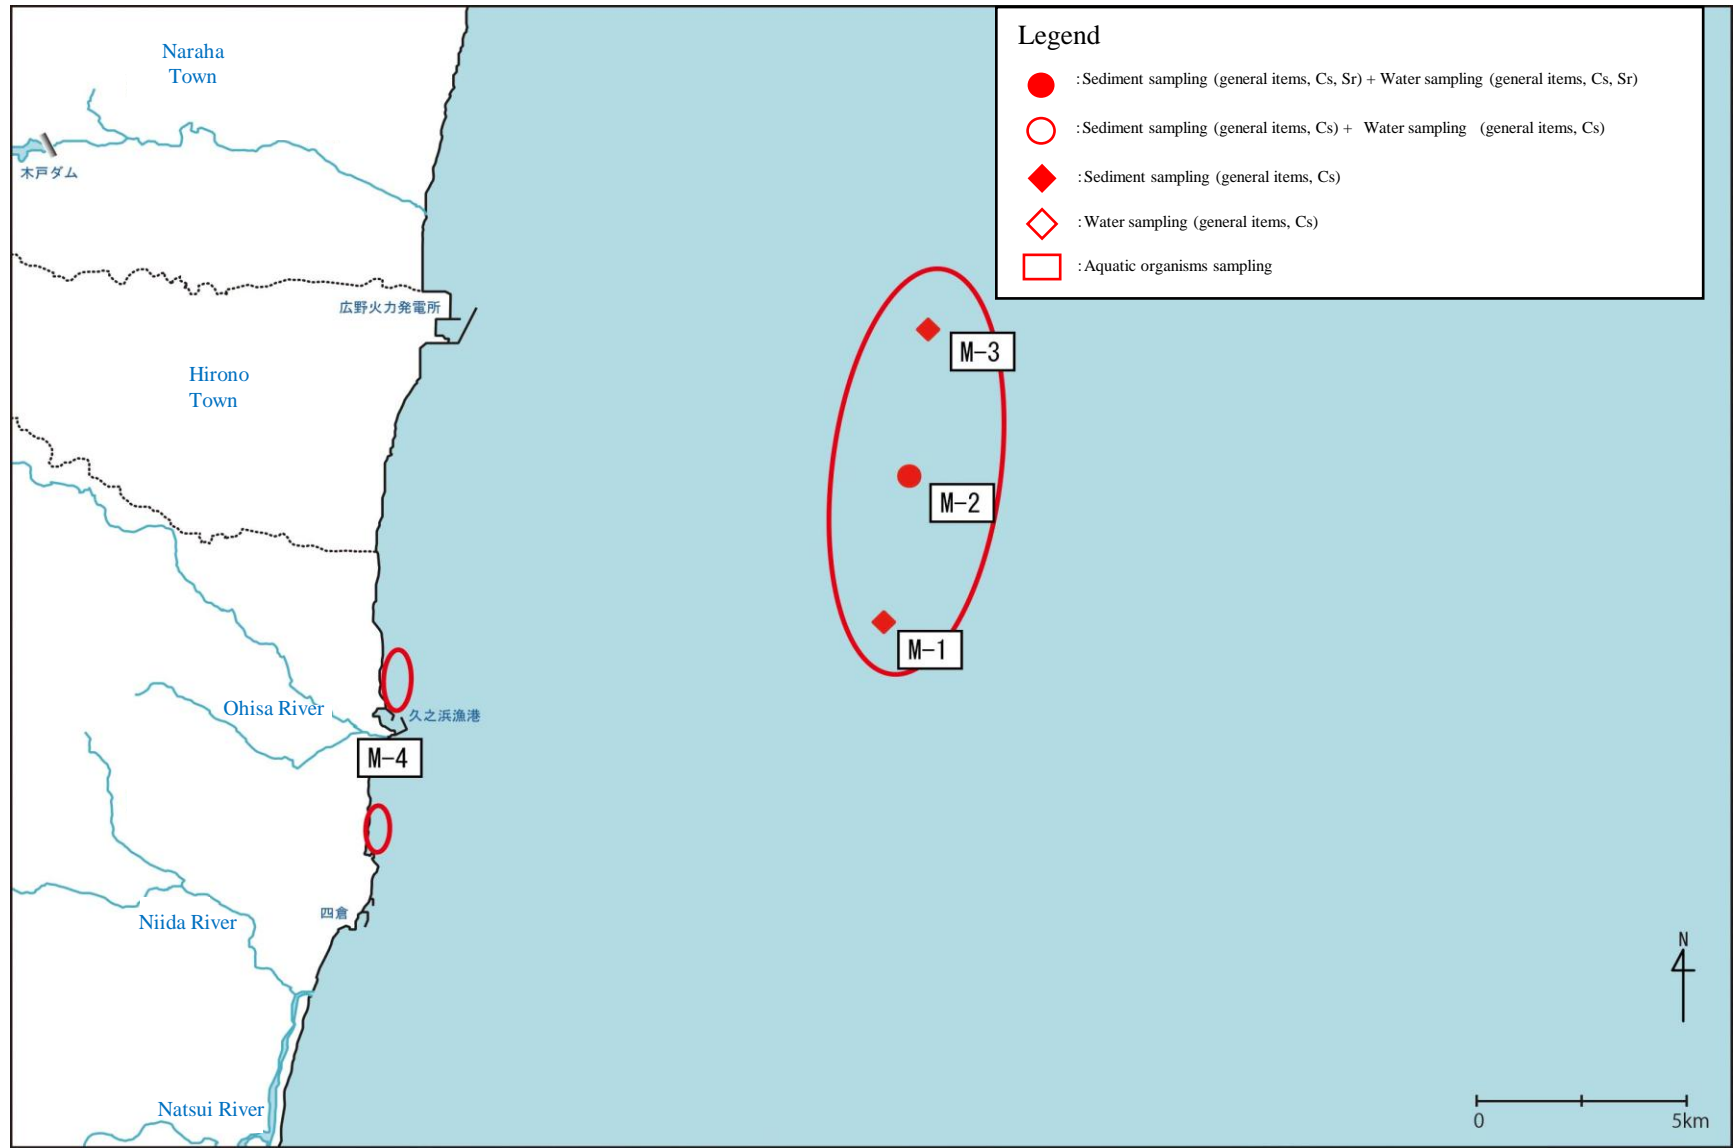 Naraha
Town
木戸ダム
広野火力発電所
Hirono
Town
Ohisa River
久之浜漁港
M-4
Niida River
四倉
Natsui River
Legend
:Sediment sampling (general items, Cs, Sr) + Water sampling (general items, Cs, Sr)
:Sediment sampling (general items, Cs) + Water sampling (general items, Cs)
:Sediment sampling (general items, Cs)
:Water sampling (general items, Cs)
:Aquatic organisms sampling
M-3
M-2
M-1
N
0 5km